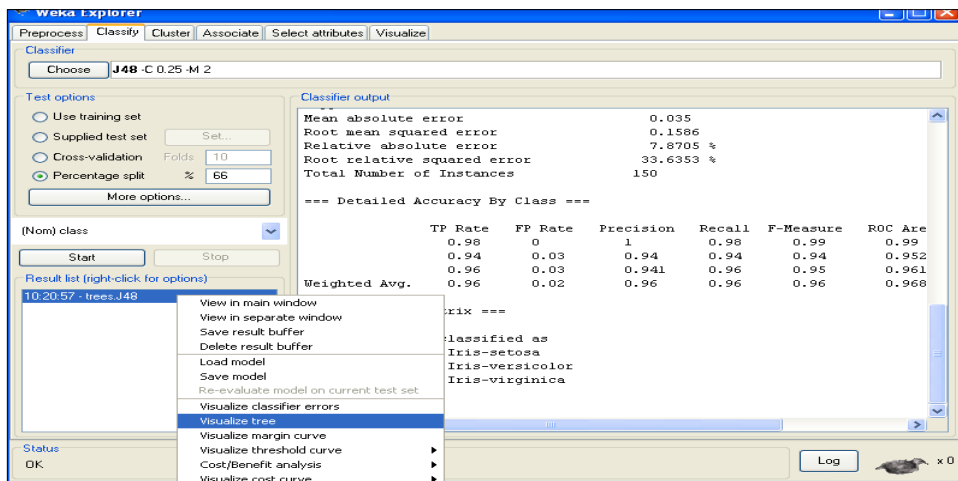 Weka Explorer
Preprocess Classify Cluster Associate Select attributes Visualize
Classifier
Choose J48 -C 0.25 -M 2
Test options
Use training set
Supplied test set Set...
Cross-validation Folds 10
Percentage split % 66
More options...
(Nom) class
Start Stop
Result list (right-click for options)
10:20:57 - trees.J48
Classifier output
Mean absolute error 0.035
Root mean squared error 0.1586
Relative absolute error 7.8705 %
Root relative squared error 33.6353 %
Total Number of Instances 150
=== Detailed Accuracy By Class ===
TP Rate FP Rate Precision Recall F-Measure ROC Are
0.98 0 1 0.98 0.99 0.99
0.94 0.03 0.94 0.94 0.94 0.952
0.96 0.03 0.941 0.96 0.95 0.961
Weighted Avg. 0.96 0.02 0.96 0.96 0.96 0.968
trix ===
lassified as
Iris-setosa
Iris-versicolor
Iris-virginica
View in main window
View in separate window
Save result buffer
Delete result buffer
Load model
Save model
Re-evaluate model on current test set
Visualize classifier errors
Visualize tree
Visualize margin curve
Visualize threshold curve
Cost/Benefit analysis
Visualize cost curve
Status
OK
Log x 0